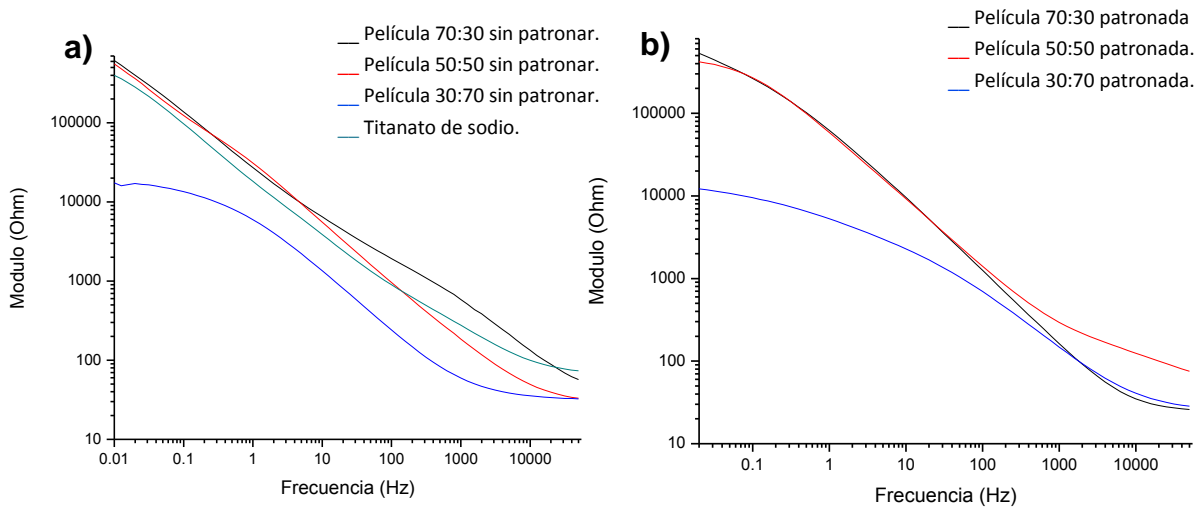 a)
Película 70:30 sin patronar.
Película 50:50 sin patronar.
Película 30:70 sin patronar.
Titanato de sodio.
100000
10000
1000
100
10
Modulo (Ohm)
0.01 0.1 1 10 100 1000 10000
Frecuencia (Hz)
b)
Película 70:30 patronada
Película 50:50 patronada.
Película 30:70 patronada.
100000
10000
1000
100
10
Modulo (Ohm)
0.1 1 10 100 1000 10000
Frecuencia (Hz)